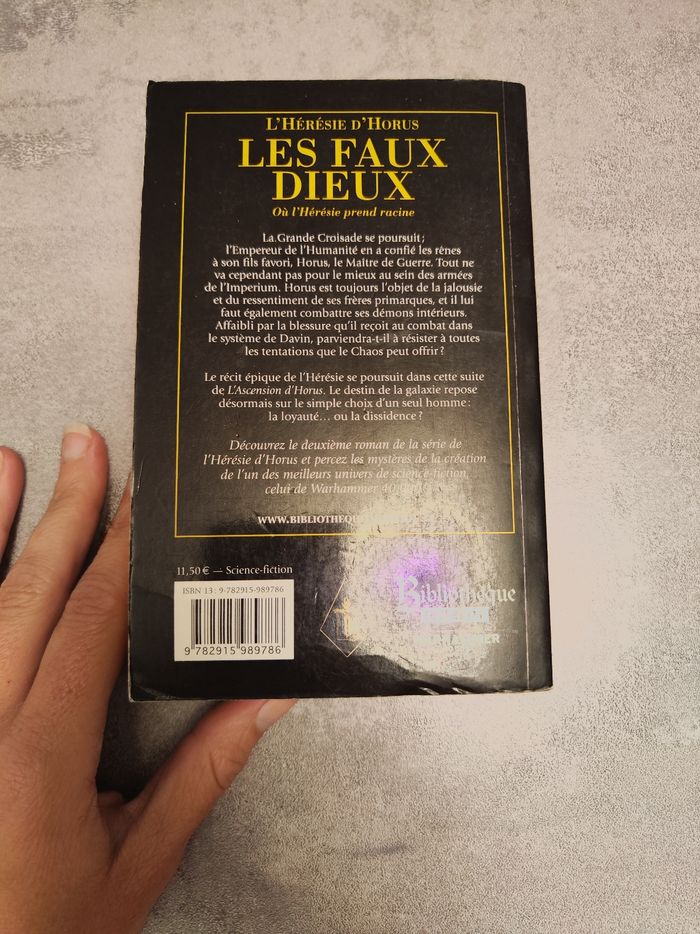 L'HÉRÉSIE D'HORUS
LES FAUX
DIEUX
Où l'Hérésie prend racine
La Grande Croisade se poursuit ;
l'Empereur de l'Humanité en a confié les rênes
à son fils favori, Horus, le Maître de Guerre. Tout ne
va cependant pas pour le mieux au sein des armées
de l'Imperium. Horus est toujours l'objet de la jalousie
et du ressentiment de ses frères primarques, et il lui
faut également combattre ses démons intérieurs.
Affaibli par la blessure qu'il reçoit au combat dans
le système de Davin, parviendra-t-il à résister à toutes
les tentations que le Chaos peut offrir ?
Le récit épique de l'Hérésie se poursuit dans cette suite
de L'Ascension d'Horus. Le destin de la galaxie repose
désormais sur le simple choix d'un seul homme :
la loyauté... ou la dissidence ?
Découvrez le deuxième roman de la série de
l'Hérésie d'Horus et percez les mystères de la création
de l'un des meilleurs univers de science-fiction,
celui de Warhammer
11,50 € — Science-fiction
ISBN 13 : 9-782915-989786
9 782915 989786
Bibliothèque